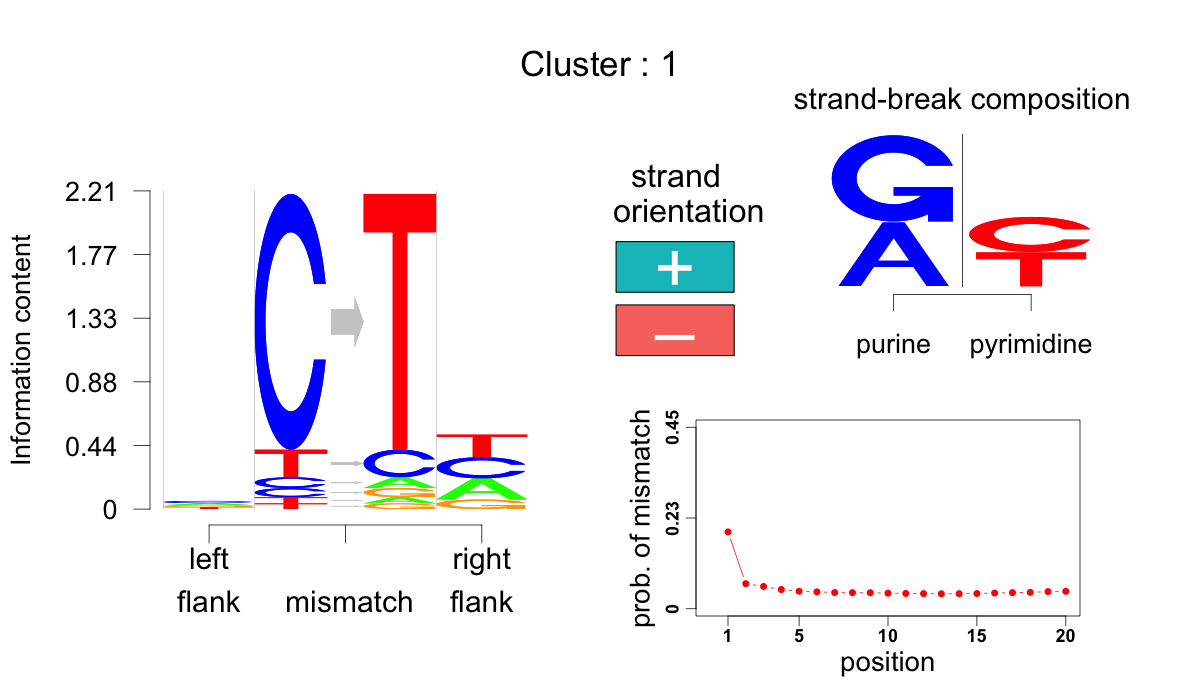 Cluster : 1
strand-break composition
G
A
C
T
purine
pyrimidine
strand
orientation
+
−
Information content
2.21
1.77
1.33
0.88
0.44
0
C
T
T
C
C
T
T
C
A
G
A
G
T
C
A
G
left
flank
mismatch
right
flank
prob. of mismatch
0.45
0.23
0
1
5
10
15
20
position